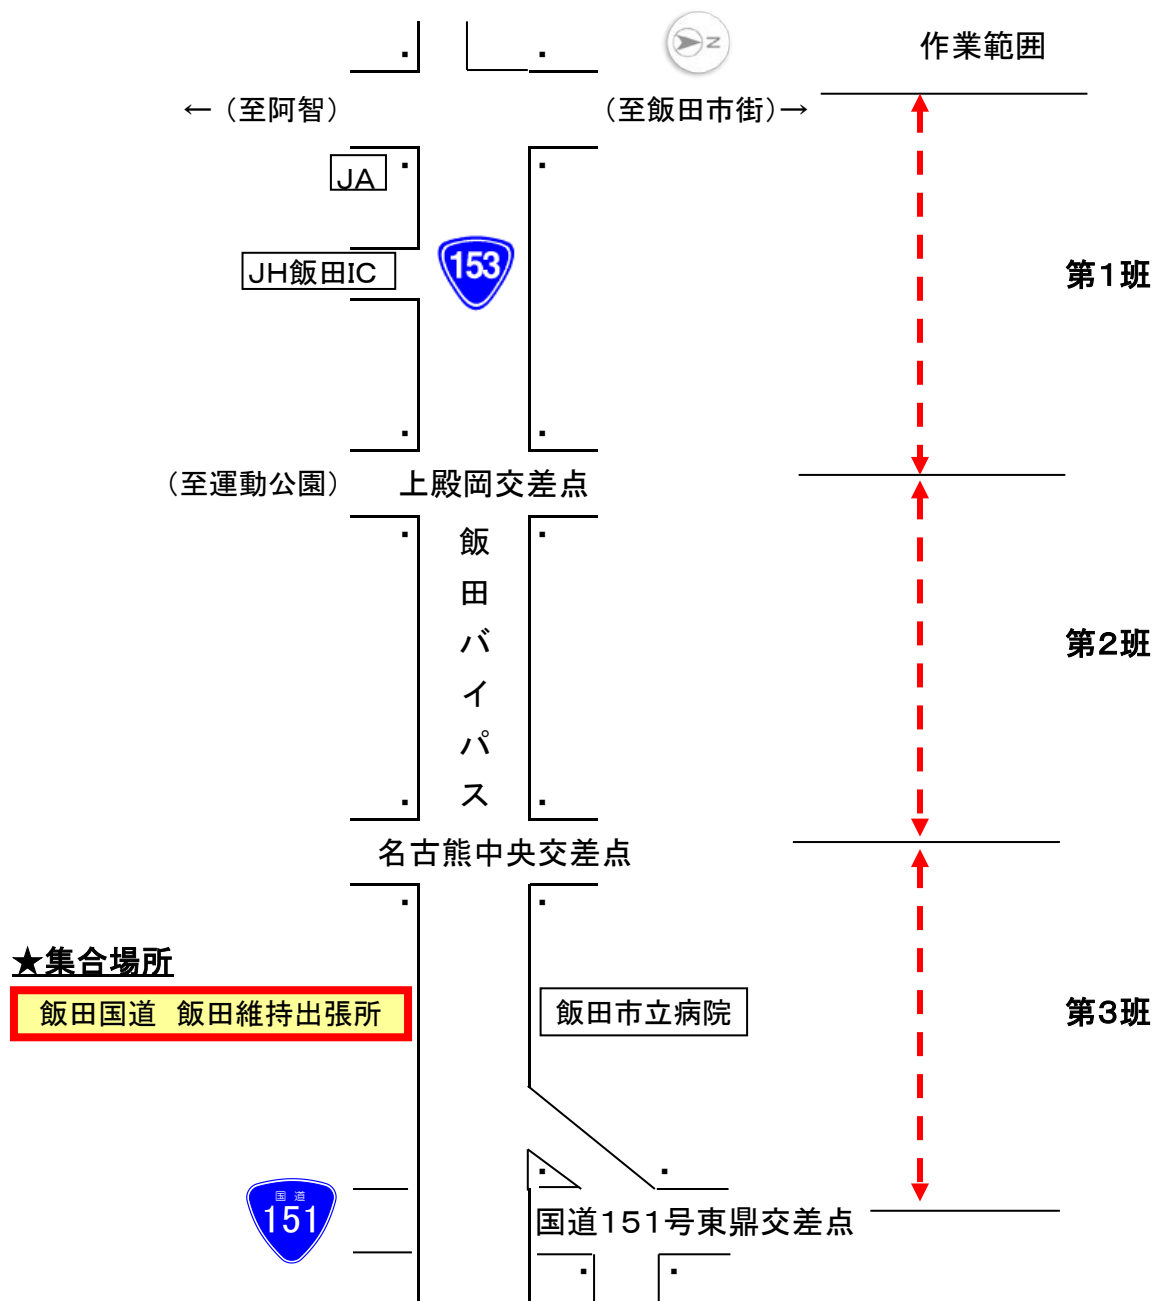 N
作業範囲
←（至阿智）
（至飯田市街）→
JA
JH飯田IC
153
第1班
（至運動公園）
上殿岡交差点
飯田バイパス
第2班
名古熊中央交差点
★集合場所
飯田国道　飯田維持出張所
飯田市立病院
第3班
国道
151
国道151号東鼎交差点